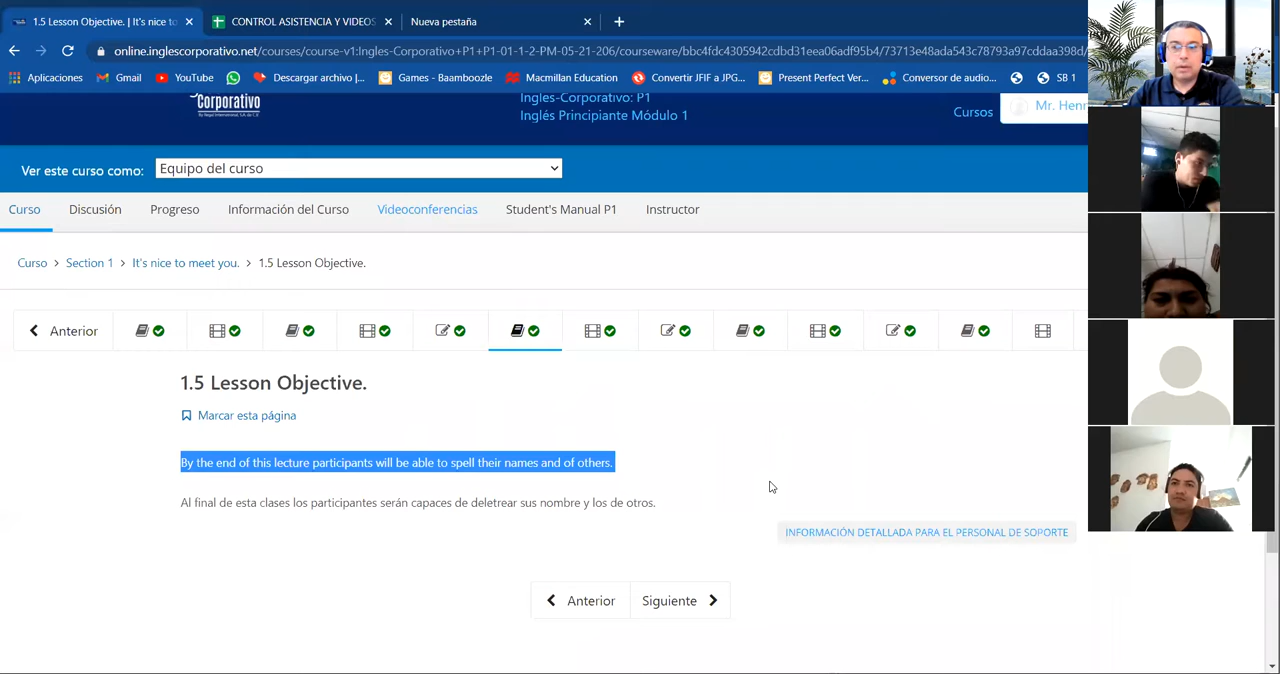 1.5 Lesson Objective. | It's nice to
CONTROL ASISTENCIA Y VIDEOS
Nueva pestaña
online.inglescorporativo.net/courses/course-v1:Ingles-Corporativo+P1+P1-01-1-2-PM-05-21-206/courseware/bbc4fdc4305942cdbd31eea06adf95b4/73713e48ada543c78793a97cddaa398d/
Aplicaciones
Gmail
YouTube
Descargar archivo |...
Games - Baamboozle
Macmillan Education
Convertir JFIF a JPG...
Present Perfect Ver...
Conversor de audio...
SB 1
Corporativo
Ingles-Corporativo: P1
Inglés Principiante Módulo 1
Cursos
Mr. Henr
Ver este curso como:
Equipo del curso
Curso
Discusión
Progreso
Información del Curso
Videoconferencias
Student's Manual P1
Instructor
Curso > Section 1 > It's nice to meet you. > 1.5 Lesson Objective.
Anterior
1.5 Lesson Objective.
Marcar esta página
By the end of this lecture participants will be able to spell their names and of others.
Al final de esta clases los participantes serán capaces de deletrear sus nombre y los de otros.
INFORMACIÓN DETALLADA PARA EL PERSONAL DE SOPORTE
Anterior
Siguiente